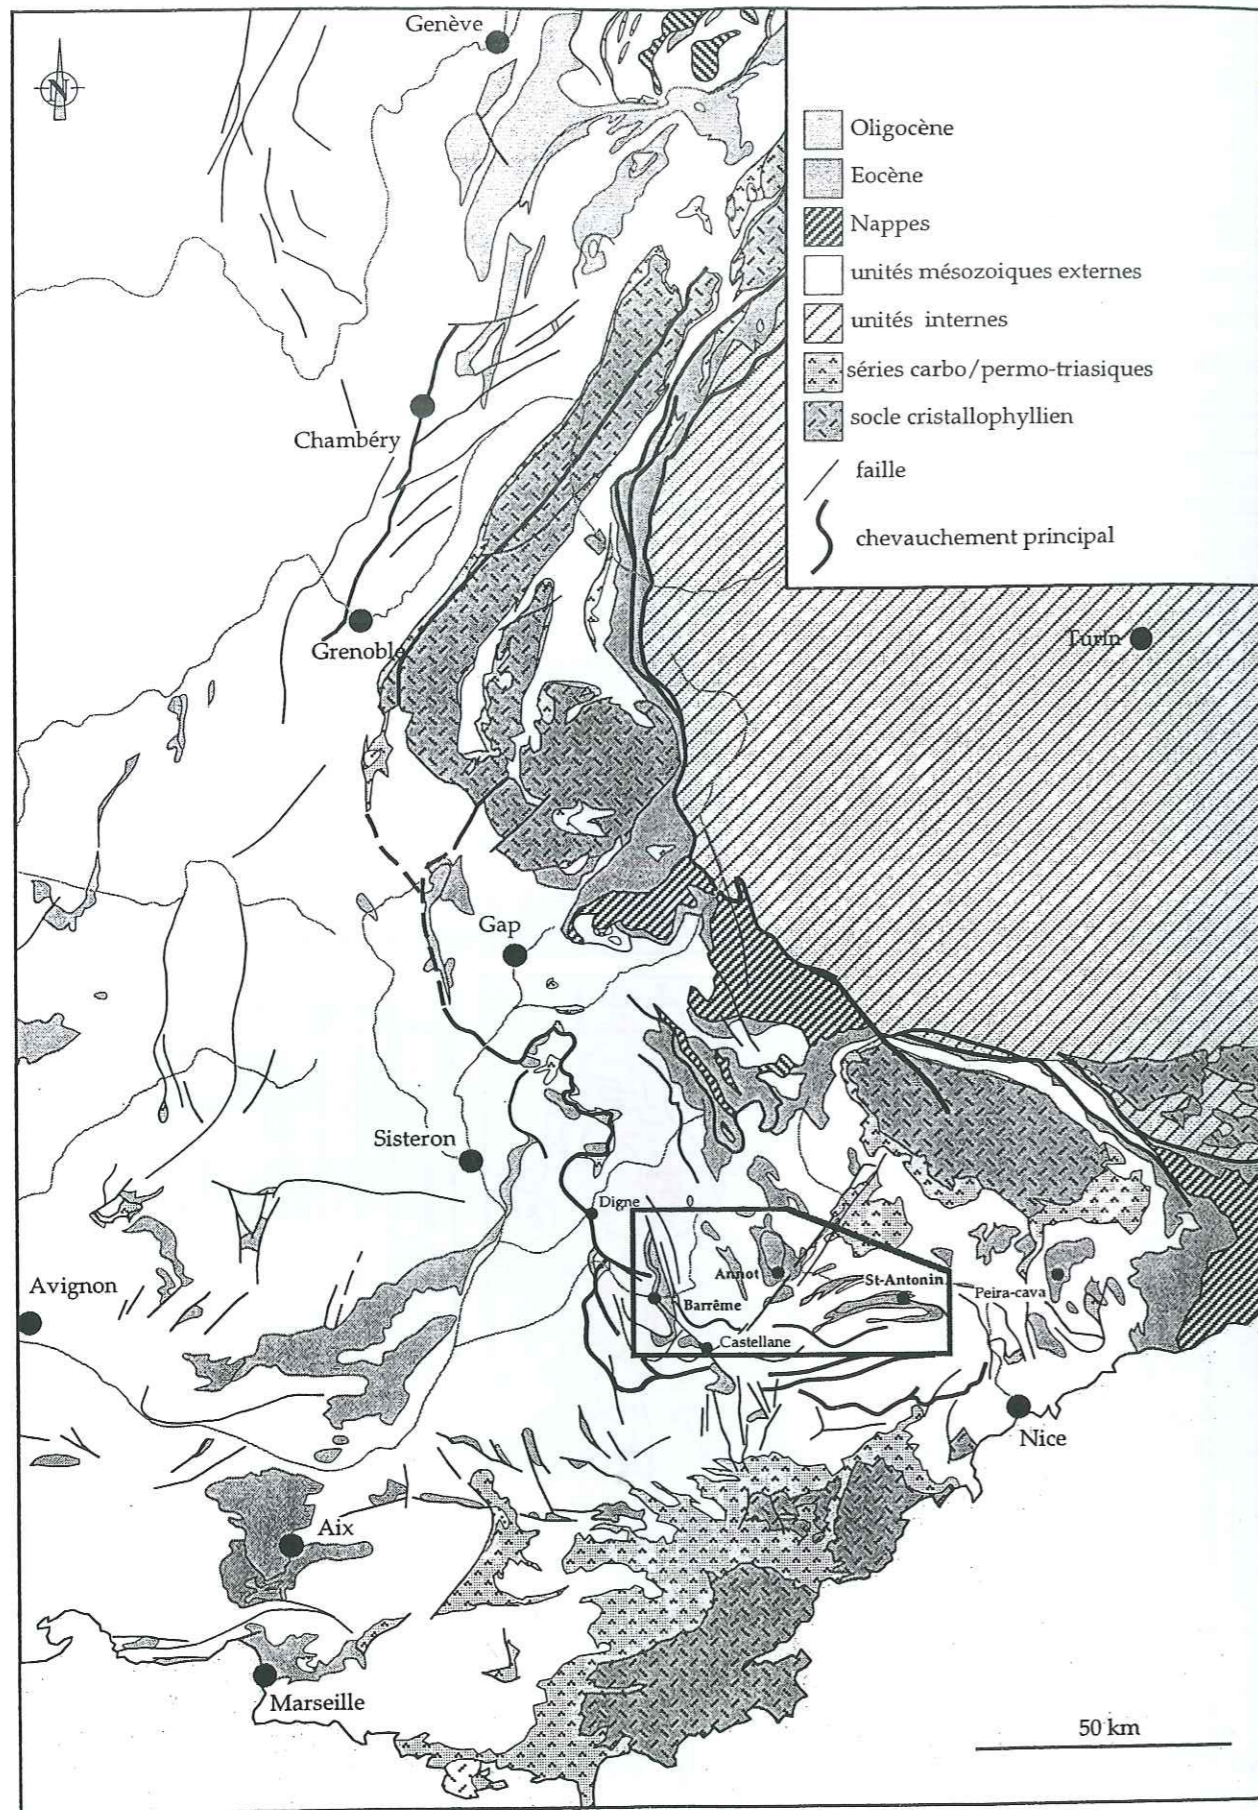 Genève
N
Oligocène
Eocène
Nappes
unités mésozoiques externes
unités internes
séries carbo/permo-triasiques
socle cristallophyllien
faille
chevauchement principal
Chambéry
Grenoble
Turin
Gap
Sisteron
Digne
Annot
St-Antonin
Peira-cava
Barrême
Avignon
Castellane
Nice
Aix
Marseille
50 km